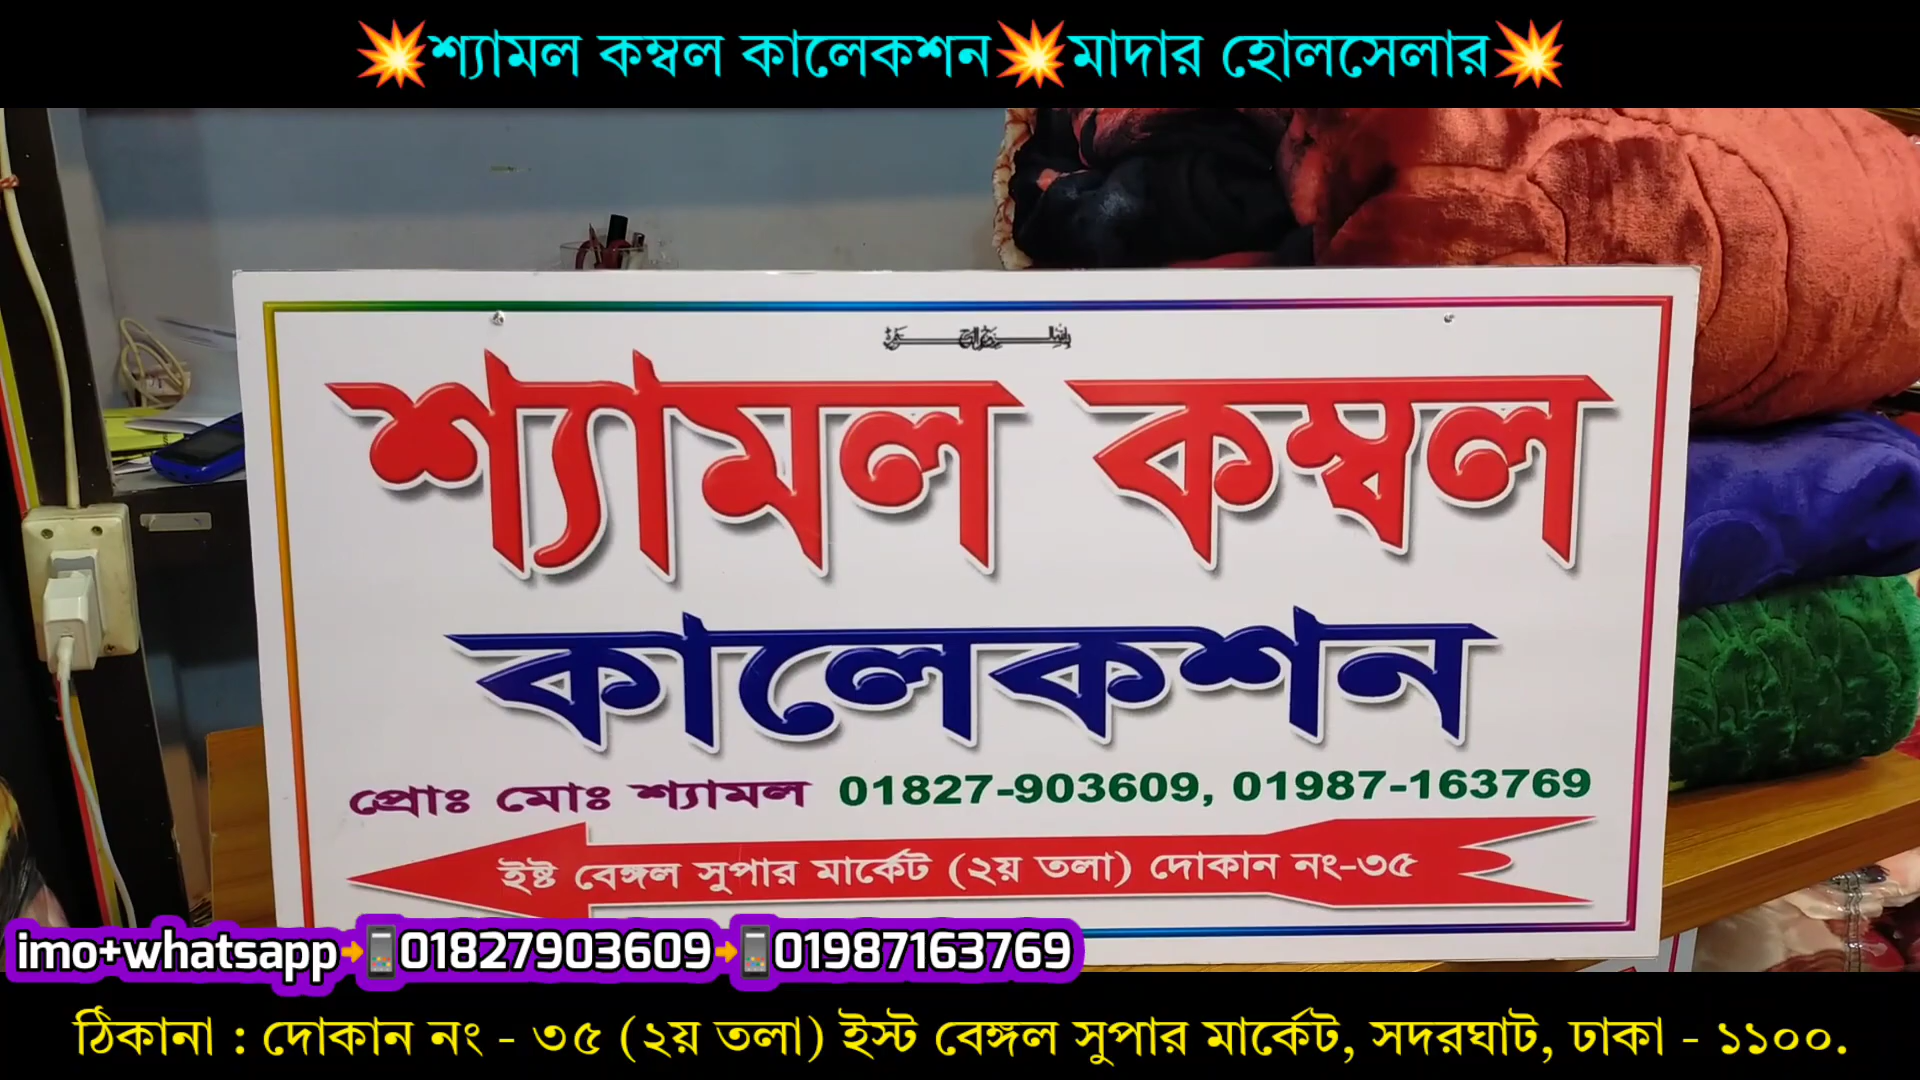 💥শ্যামল কম্বল কালেকশন💥মাদার হোলসেলার💥
শ্যামল কম্বল
কালেকশন
প্রোঃ মোঃ শ্যামল 01827-903609, 01987-163769
ইষ্ট বেঙ্গল সুপার মার্কেট (২য় তলা) দোকান নং-৩৫
imo+whatsapp➔📱01827903609➔📱01987163769
ঠিকানা : দোকান নং - ৩৫ (২য় তলা) ইস্ট বেঙ্গল সুপার মার্কেট, সদরঘাট, ঢাকা - ১১০০.